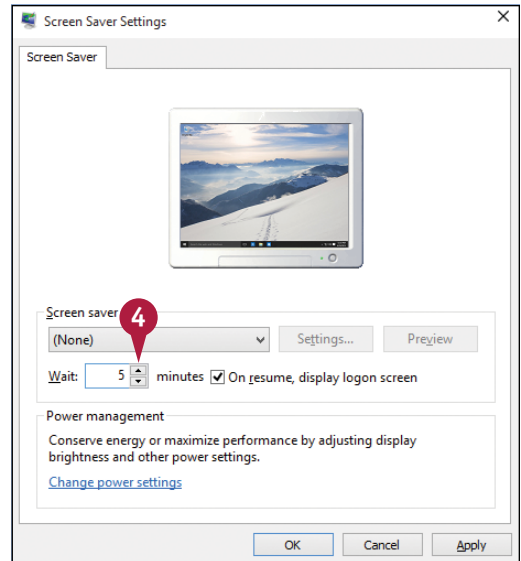 Screen Saver Settings
Screen Saver
Screen saver
4
(None)
Settings...
Preview
Wait: 5 minutes On resume, display logon screen
Power management
Conserve energy or maximize performance by adjusting display
brightness and other power settings.
Change power settings
OK Cancel Apply